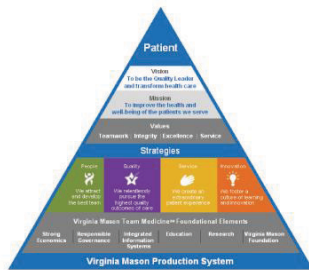 Patient
Vision
To be the Quality Leader
and transform health care
Mission
To improve the health and
well-being of the patients we serve
Values
Teamwork | Integrity | Excellence | Service
Strategies
People
We attract
and develop
the best team
Quality
We relentlessly
pursue the
highest quality
outcomes of care
Service
We create an
extraordinary
patient experience
Innovation
We foster a
culture of learning
and innovation
Virginia Mason Team Medicine℠ Foundational Elements
Strong
Economics
Responsible
Governance
Integrated
Information
Systems
Education
Research
Virginia Mason
Foundation
Virginia Mason Production System